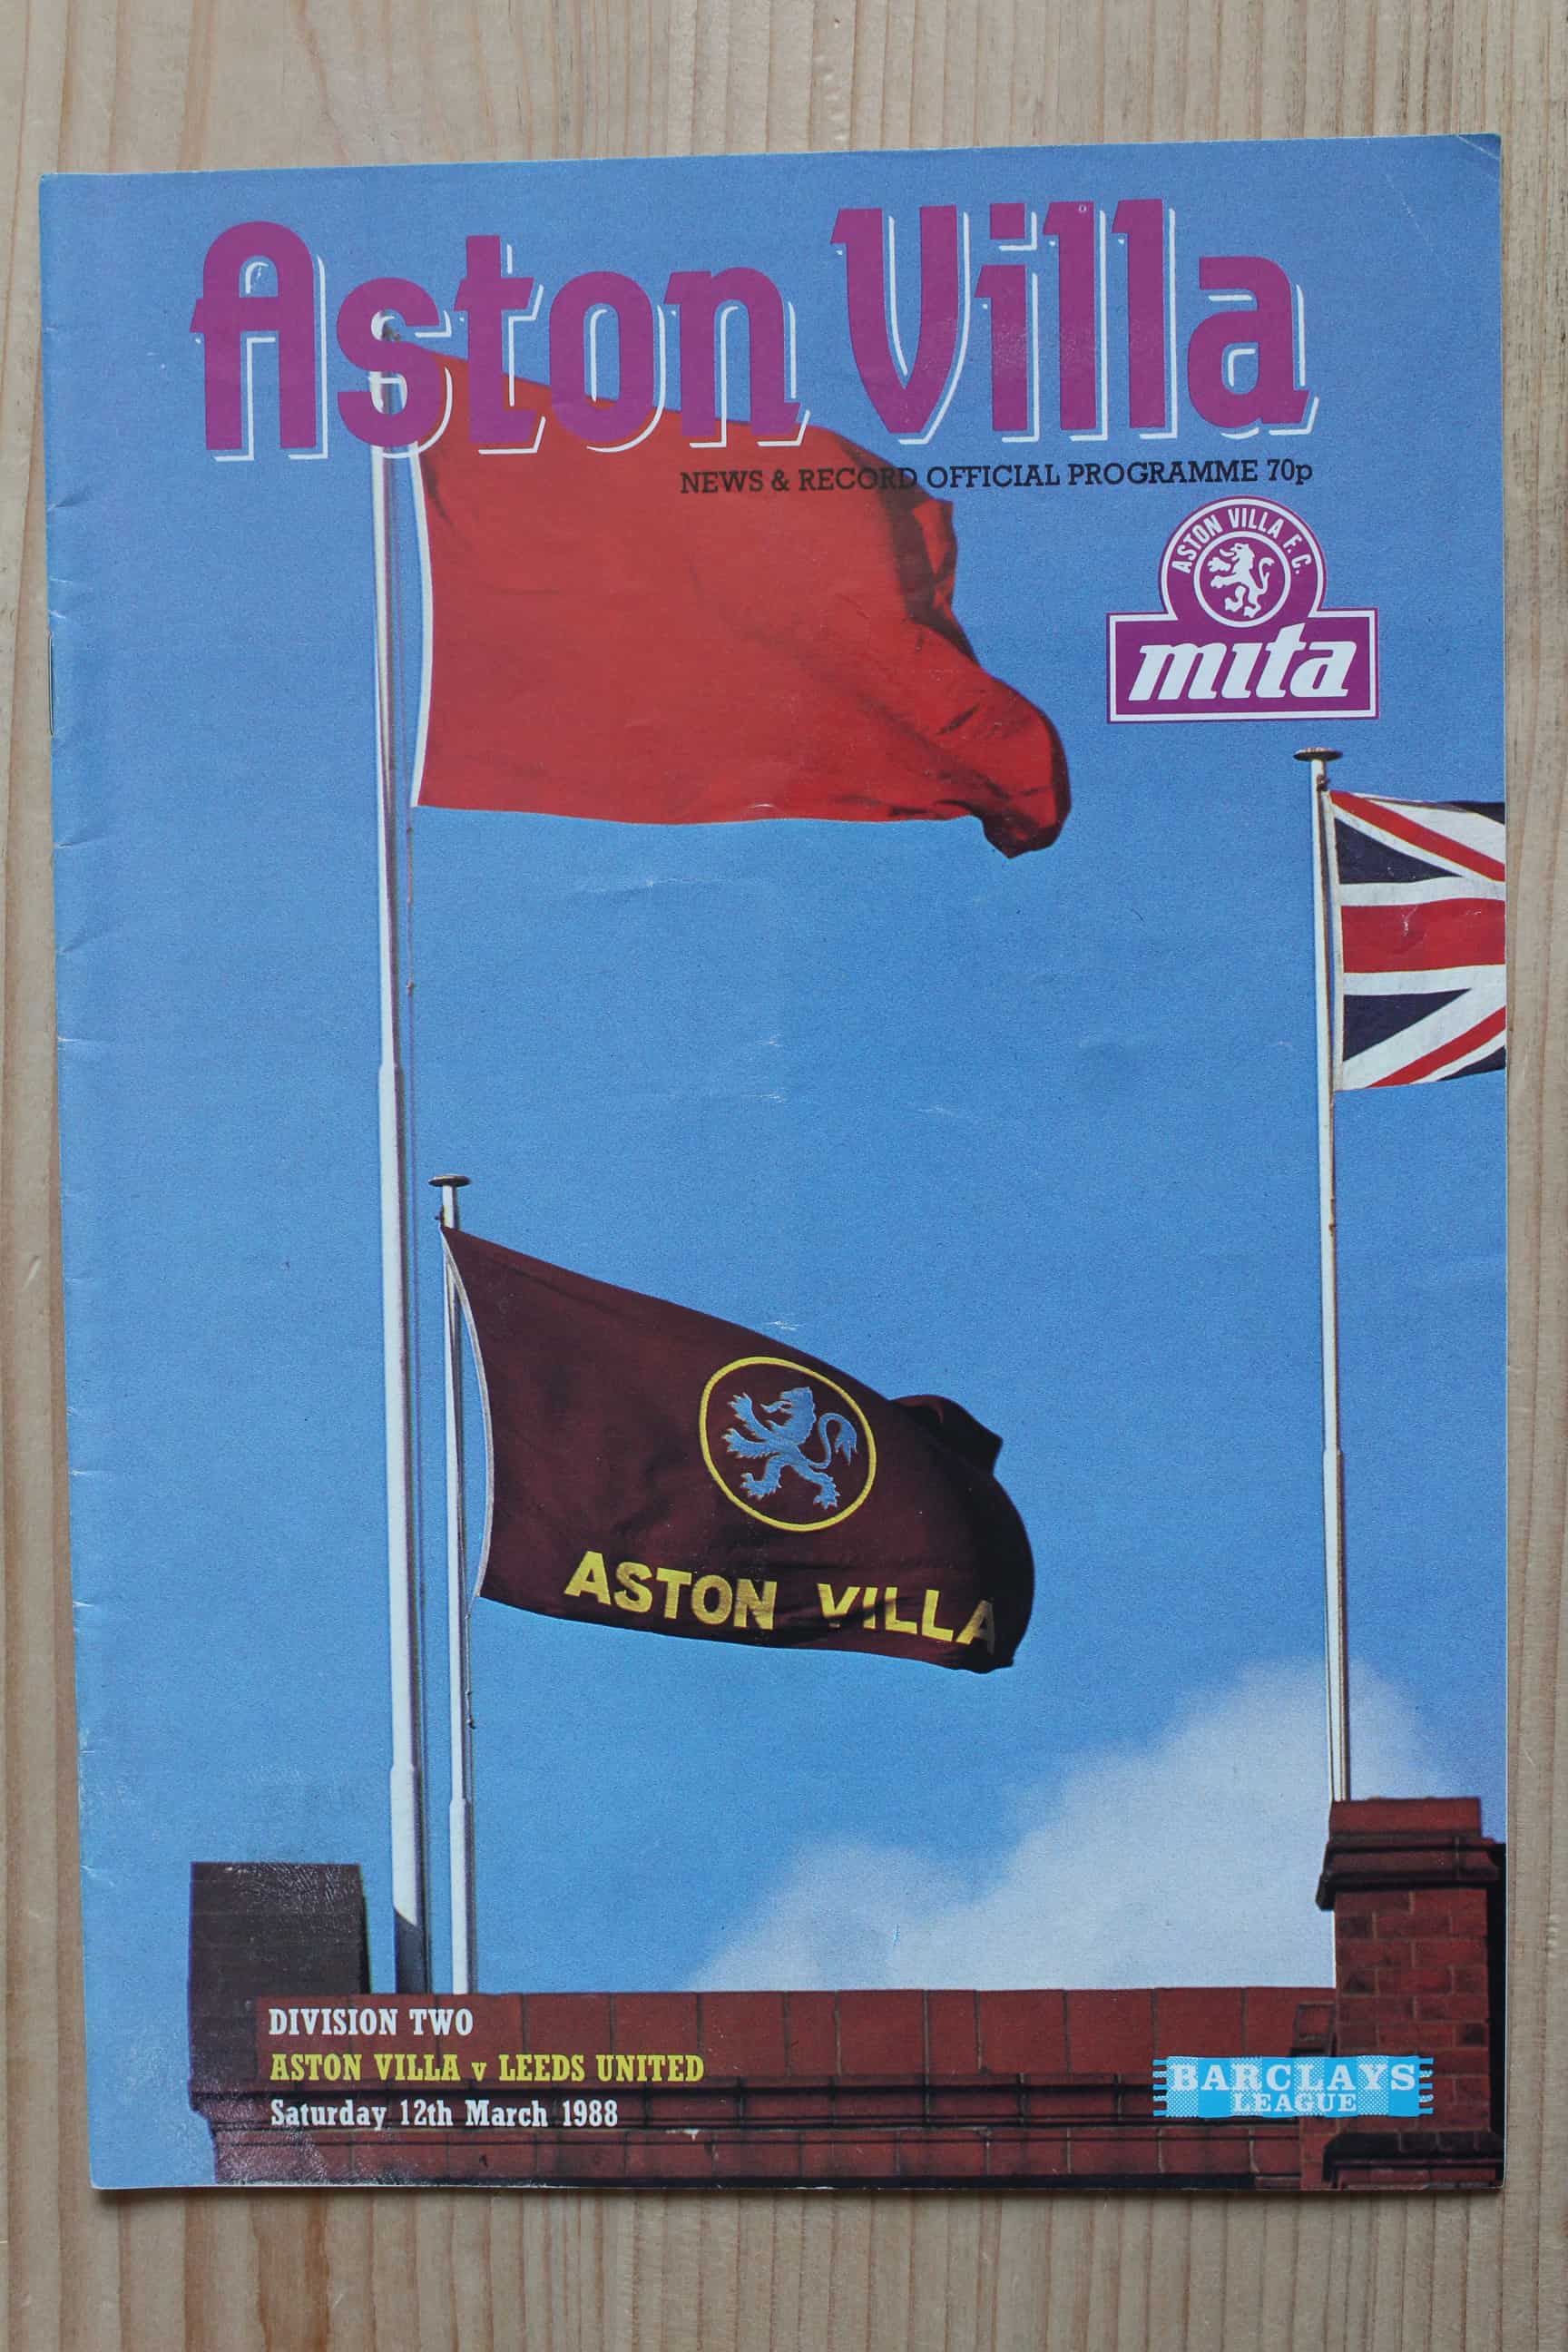 Aston Villa
NEWS & RECORD OFFICIAL PROGRAMME 70p
ASTON VILLA F.C.
mita
ASTON VILLA
DIVISION TWO
ASTON VILLA v LEEDS UNITED
Saturday 12th March 1988
BARCLAYS
LEAGUE